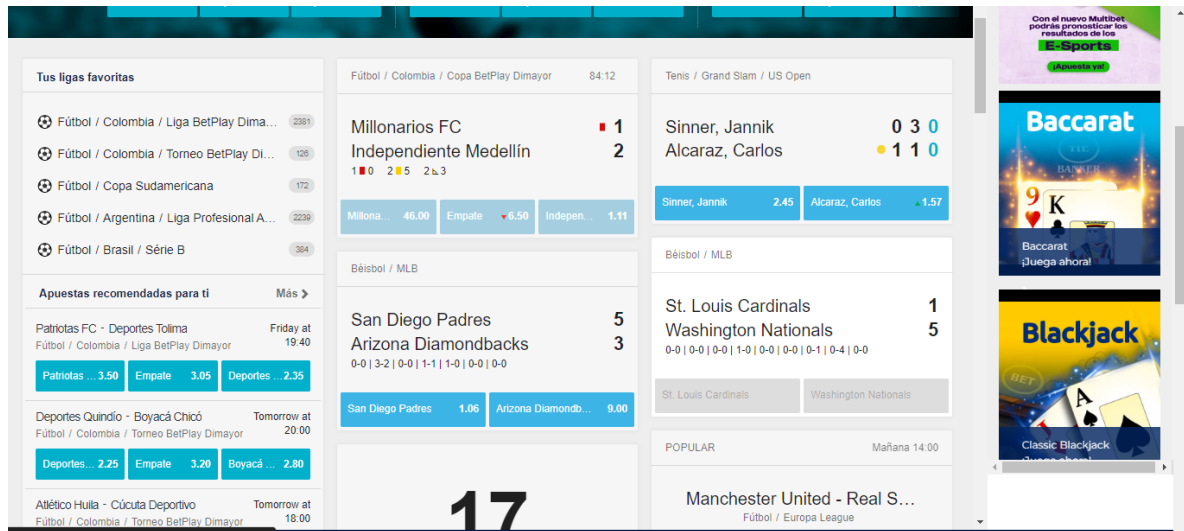 Tus ligas favoritas
Fútbol / Colombia / Liga BetPlay Dima... 2381
Fútbol / Colombia / Torneo BetPlay Di... 126
Fútbol / Copa Sudamericana 172
Fútbol / Argentina / Liga Profesional A... 2239
Fútbol / Brasil / Série B 384
Apuestas recomendadas para ti Más
Patriotas FC - Deportes Tolima Friday at
Fútbol / Colombia / Liga BetPlay Dimayor 19:40
Patriotas ... 3.50 Empate 3.05 Deportes ... 2.35
Deportes Quindío - Boyacá Chicó Tomorrow at
Fútbol / Colombia / Torneo BetPlay Dimayor 20:00
Deportes... 2.25 Empate 3.20 Boyacá ... 2.80
Atlético Huila - Cúcuta Deportivo Tomorrow at
Fútbol / Colombia / Torneo BetPlay Dimayor 18:00
Fútbol / Colombia / Copa BetPlay Dimayor 84:12
Millonarios FC 1
Independiente Medellín 2
1 0 2 5 2 3
Millona... 46.00 Empate 6.50 Indepen... 1.11
Béisbol / MLB
San Diego Padres 5
Arizona Diamondbacks 3
0-0 | 3-2 | 0-0 | 1-1 | 1-0 | 0-0 | 0-0
San Diego Padres 1.06 Arizona Diamondb... 9.00
17
Tenis / Grand Slam / US Open
Sinner, Jannik 0 3 0
Alcaraz, Carlos 1 1 0
Sinner, Jannik 2.45 Alcaraz, Carlos 1.57
Béisbol / MLB
St. Louis Cardinals 1
Washington Nationals 5
0-0 | 0-0 | 0-0 | 1-0 | 0-0 | 0-0 | 0-1 | 0-4 | 0-0
St. Louis Cardinals Washington Nationals
POPULAR Mañana 14:00
Manchester United - Real S...
Fútbol / Europa League
Con el nuevo Multibet
podrás pronosticar los
resultados de los
E-Sports
¡Apuesta ya!
Baccarat
TIE
BANKER
9
K
Baccarat
¡Juega ahora!
Blackjack
BET
A
Classic Blackjack